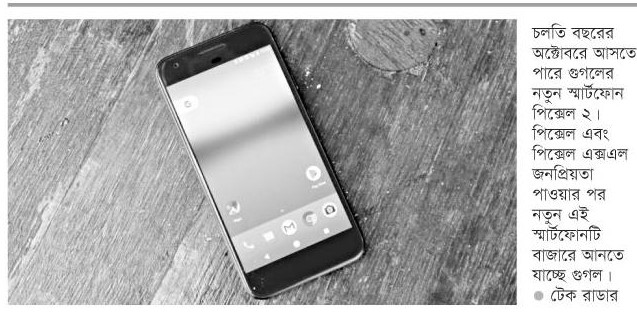 চলতি বছরের
অক্টোবরে আসতে
পারে গুগলের
নতুন স্মার্টফোন
পিক্সেল ২।
পিক্সেল এবং
পিক্সেল এক্সএল
জনপ্রিয়তা
পাওয়ার পর
নতুন এই
স্মার্টফোনটি
বাজারে আনতে
যাচ্ছে গুগল।
● টেক রাডার